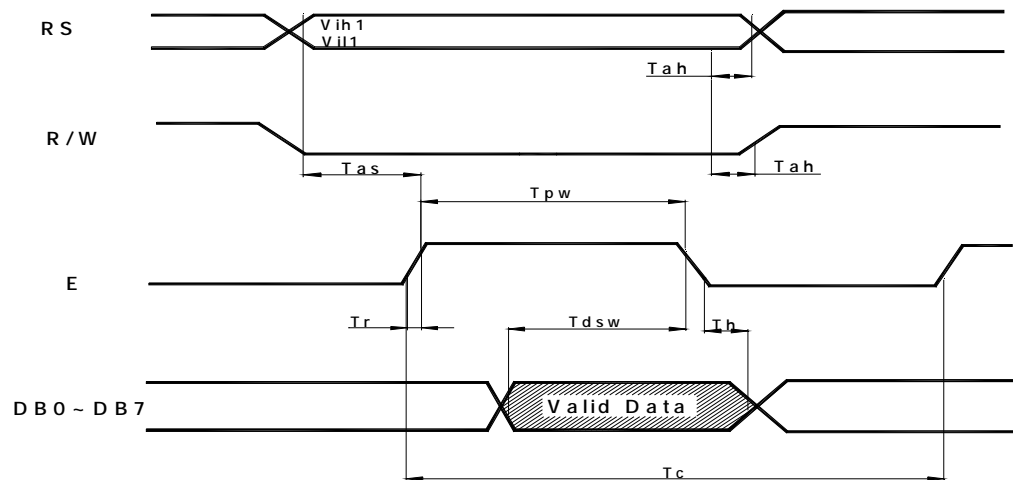 RS
Vih1
Vil1
Tah
R/W
Tas
Tah
Tpw
E
Tr
Tdsw
Th
DB0~DB7
Valid Data
Tc